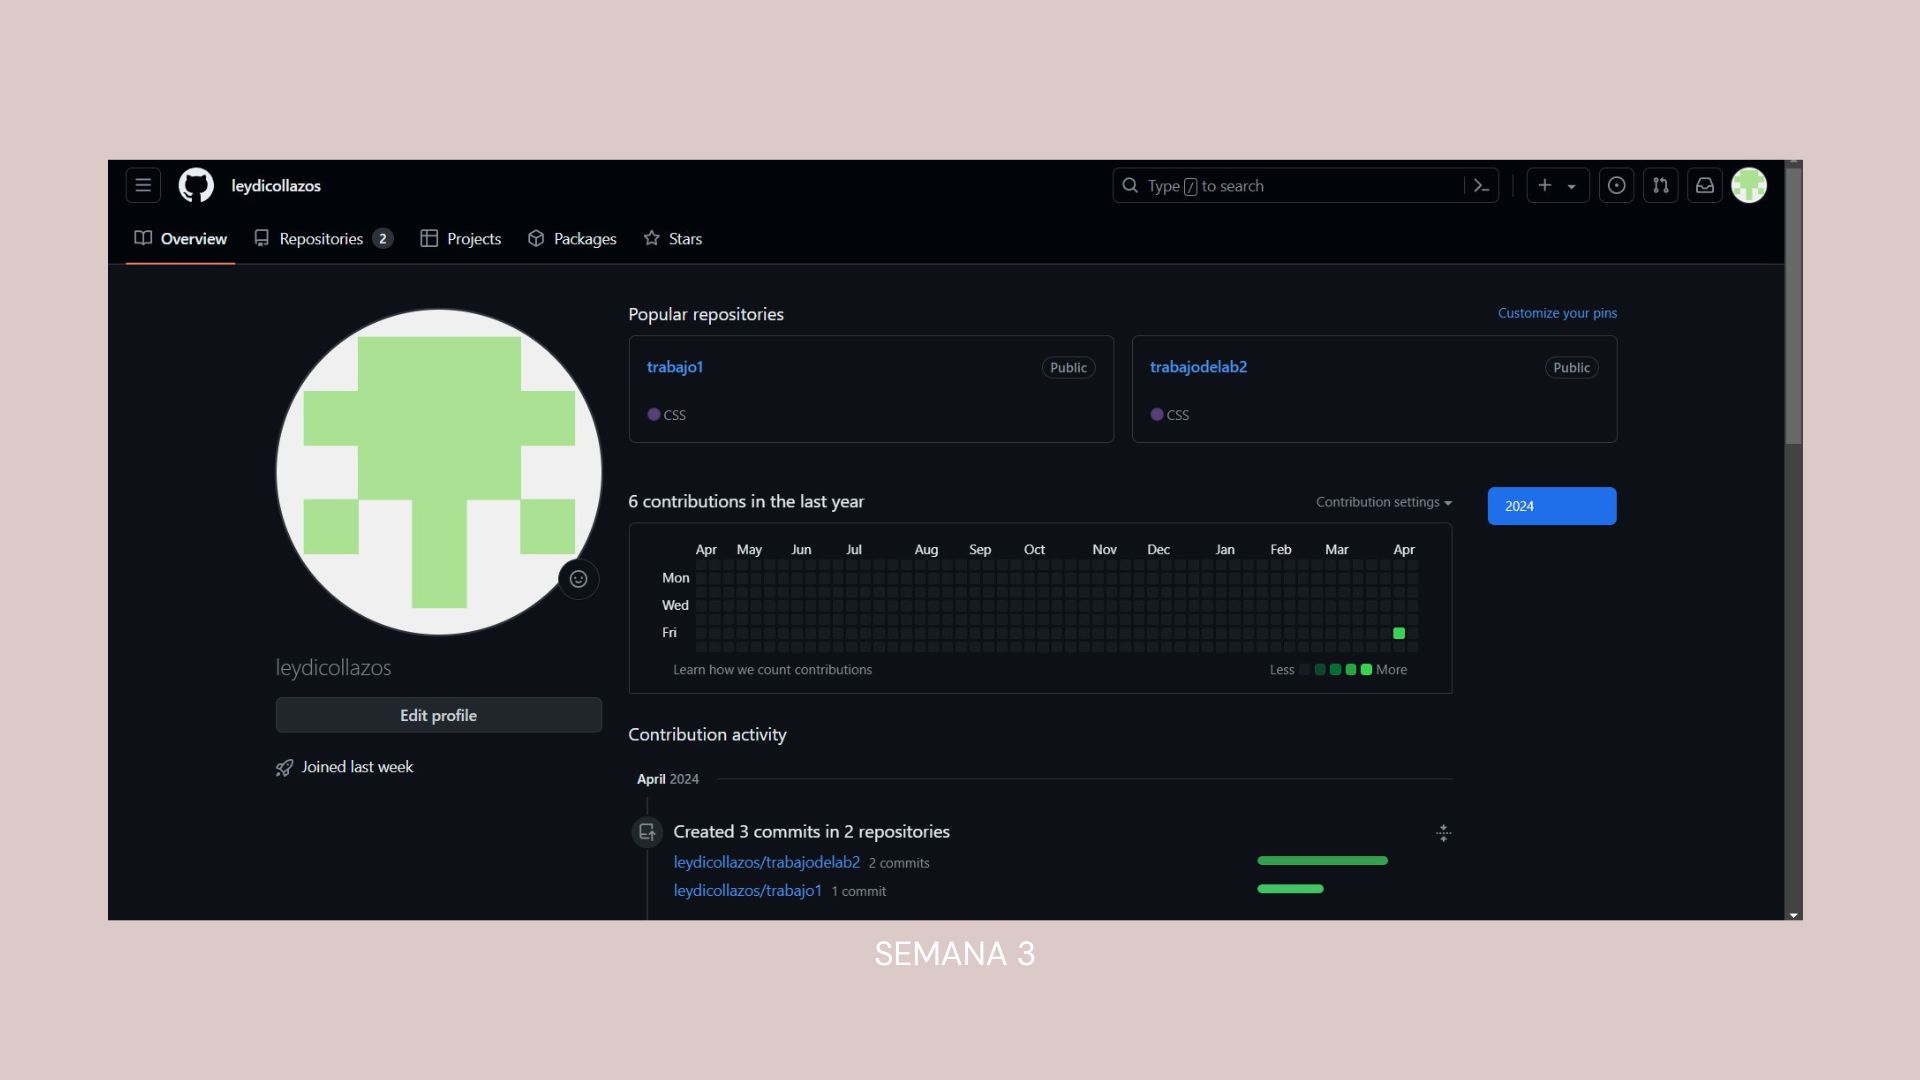 leydicollazos
Type / to search
Overview
Repositories 2
Projects
Packages
Stars
Popular repositories
Customize your pins
trabajo1
Public
CSS
trabajodelab2
Public
CSS
6 contributions in the last year
Contribution settings
2024
Apr May Jun Jul Aug Sep Oct Nov Dec Jan Feb Mar Apr
Mon
Wed
Fri
Learn how we count contributions
Less
More
leydicollazos
Edit profile
Joined last week
Contribution activity
April 2024
Created 3 commits in 2 repositories
leydicollazos/trabajodelab2 2 commits
leydicollazos/trabajo1 1 commit
SEMANA 3